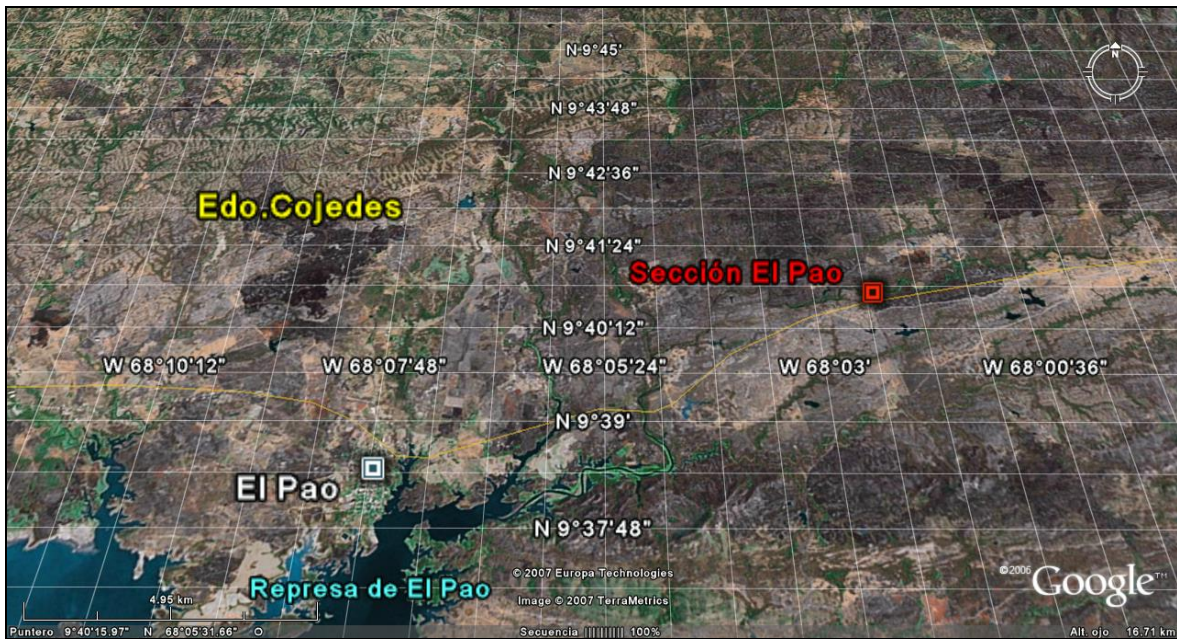 N 9°45'
N
N 9°43'48"
N 9°42'36"
Edo.Cojedes
N 9°41'24"
Sección El Pao
N 9°40'12"
W 68°10'12" W 68°07'48" W 68°05'24" W 68°03' W 68°00'36"
N 9°39'
El Pao
N 9°37'48"
© 2007 Europa Technologies
©2006 Google™
Represa de El Pao
Image © 2007 TerraMetrics
4.95 km
Puntero 9°40'15.97" N 68°05'31.66" O Secuencia 100% Alt. ojo 16.71 km